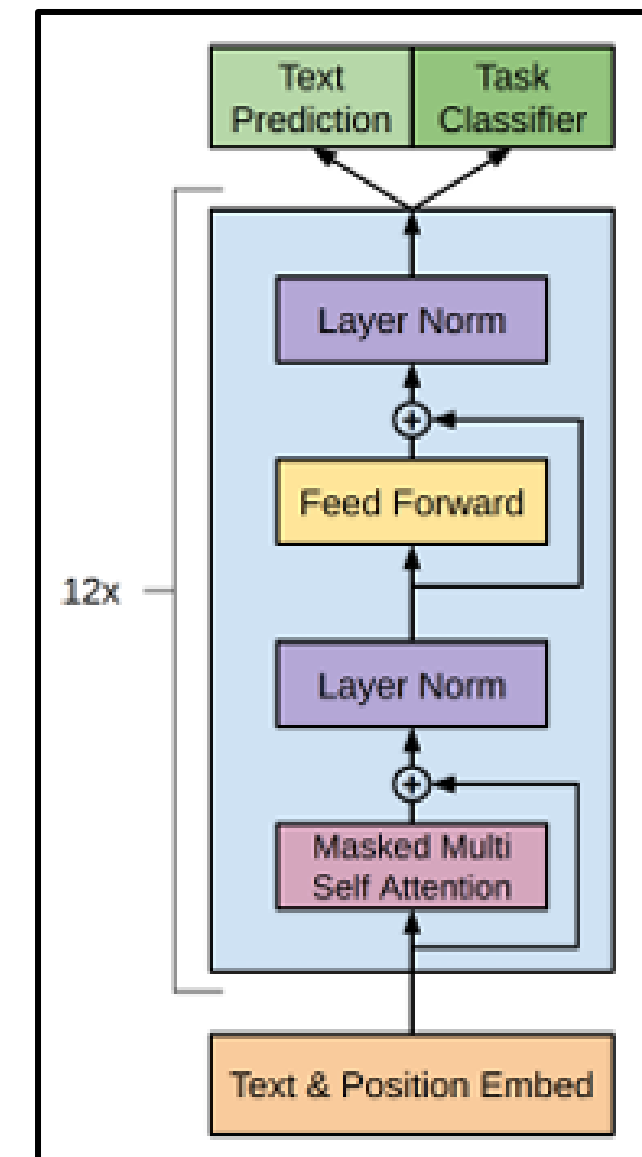 Text
Prediction
Task
Classifier
Layer Norm
+
Feed Forward
12x
Layer Norm
+
Masked Multi
Self Attention
Text & Position Embed